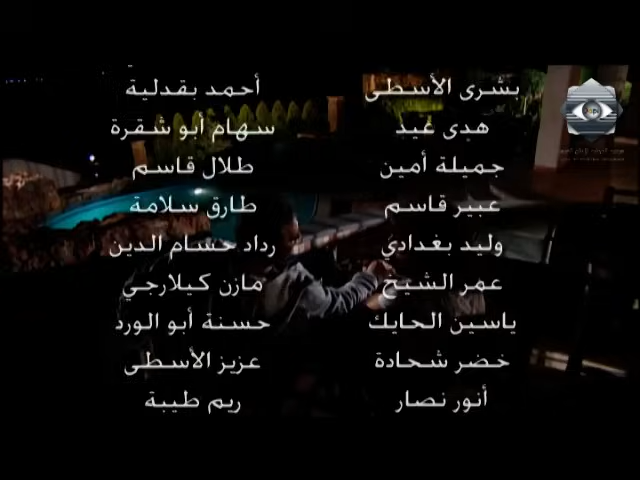 بشرى الأسطى أحمد بقدلية
هدى عيد سهام أبو شقرة
جميلة أمين طلال قاسم
عبير قاسم طارق سلامة
وليد بغدادي رداد حسام الدين
عمر الشيخ مازن كيلارجي
ياسين الحايك حسنة أبو الورد
خضر شحادة عزيز الأسطى
أنور نصار ريم طيبة